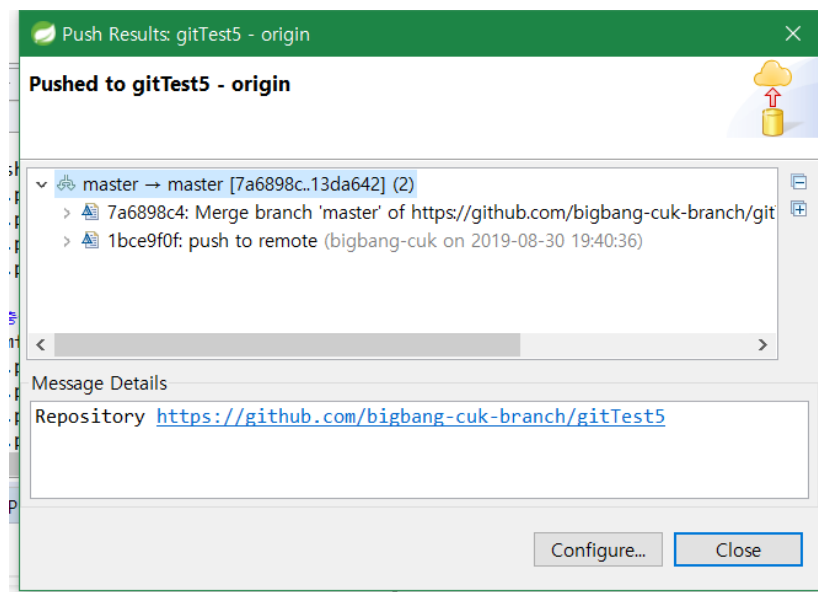 Push Results: gitTest5 - origin
Pushed to gitTest5 - origin
master → master [7a6898c..13da642] (2)
7a6898c4: Merge branch 'master' of https://github.com/bigbang-cuk-branch/git
1bce9f0f: push to remote (bigbang-cuk on 2019-08-30 19:40:36)
Message Details
Repository https://github.com/bigbang-cuk-branch/gitTest5
Configure...
Close